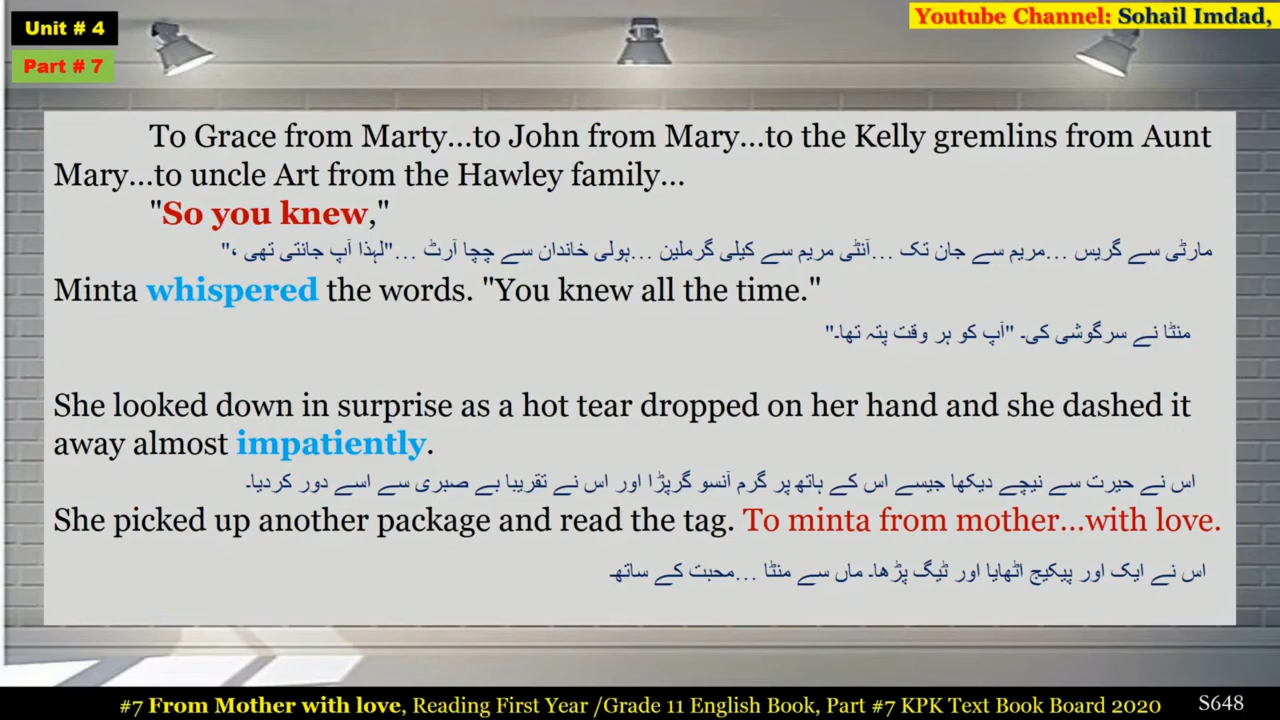 Unit # 4
Youtube Channel: Sohail Imdad,
Part # 7
To Grace from Marty...to John from Mary...to the Kelly gremlins from Aunt
Mary...to uncle Art from the Hawley family...
"So you knew,"
مارٹی سے گریس ...مریم سے جان تک ...آنٹی مریم سے کیلی گرملین ...ہولی خاندان سے چچا آرٹ ..."لہذا آپ جانتی تھی ،"
Minta whispered the words. "You knew all the time."
منٹا نے سرگوشی کی۔ "آپ کو ہر وقت پتہ تھا۔"
She looked down in surprise as a hot tear dropped on her hand and she dashed it
away almost impatiently.
اس نے حیرت سے نیچے دیکھا جیسے اس کے ہاتھ پر گرم آنسو گرپڑا اور اس نے تقریبا بے صبری سے اسے دور کردیا۔
She picked up another package and read the tag. To minta from mother...with love.
اس نے ایک اور پیکیج اٹھایا اور ٹیگ پڑھا۔ ماں سے منٹا ...محبت کے ساتھ۔
#7 From Mother with love, Reading First Year /Grade 11 English Book, Part #7 KPK Text Book Board 2020
S648